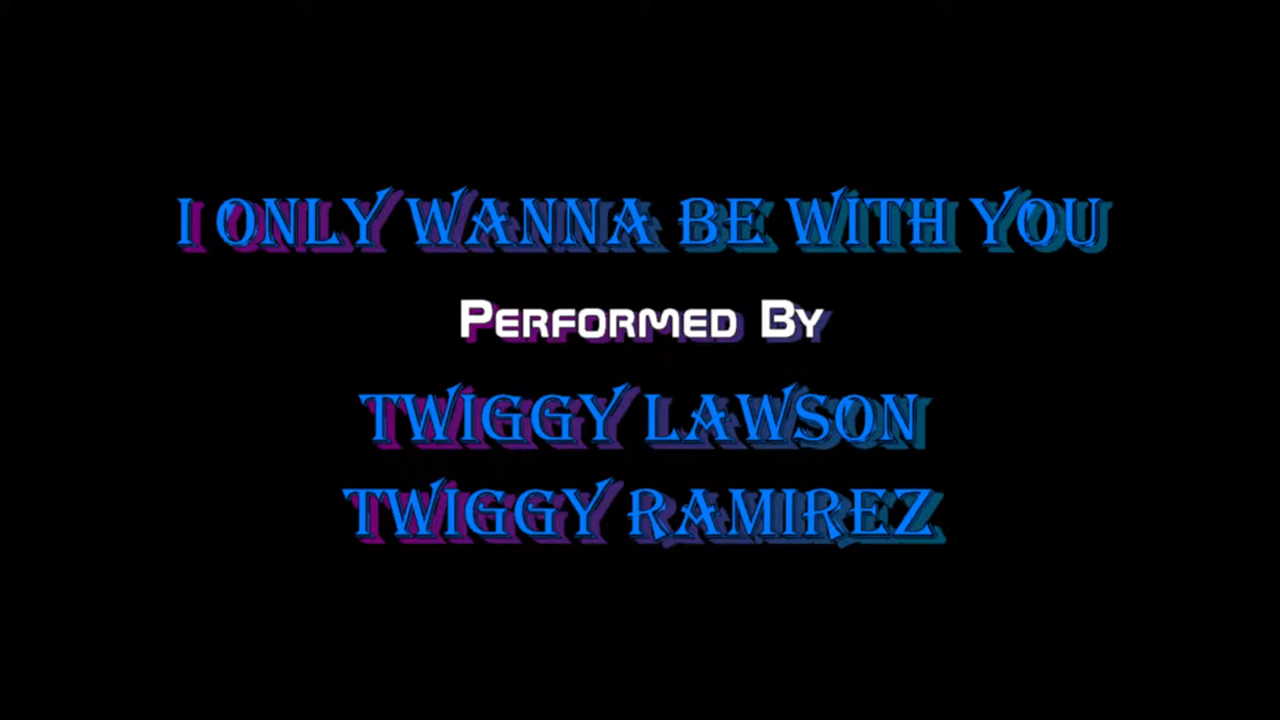 I ONLY WANNA BE WITH YOU
PERFORMED BY
TWIGGY LAWSON
TWIGGY RAMIREZ